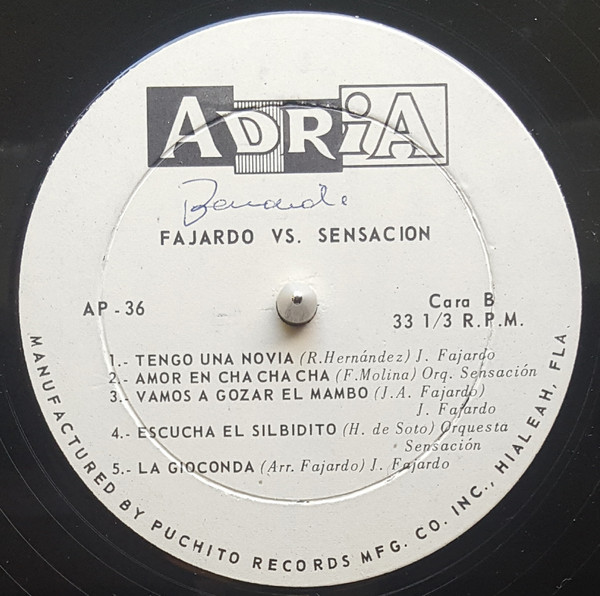 ADRiA
FAJARDO VS. SENSACION
AP - 36
Cara B
33 1/3 R.P.M.
1.- TENGO UNA NOVIA (R.Hernández) J. Fajardo
2.- AMOR EN CHA CHA CHA (F.Molina) Orq. Sensación
3.- VAMOS A GOZAR EL MAMBO (J.A. Fajardo)
J. Fajardo
4.- ESCUCHA EL SILBIDITO (H. de Soto) Orquesta
Sensación
5.- LA GIOCONDA (Arr. Fajardo) J. Fajardo
MANUFACTURED BY PUCHITO RECORDS MFG. CO. INC., HIALEAH, FLA.